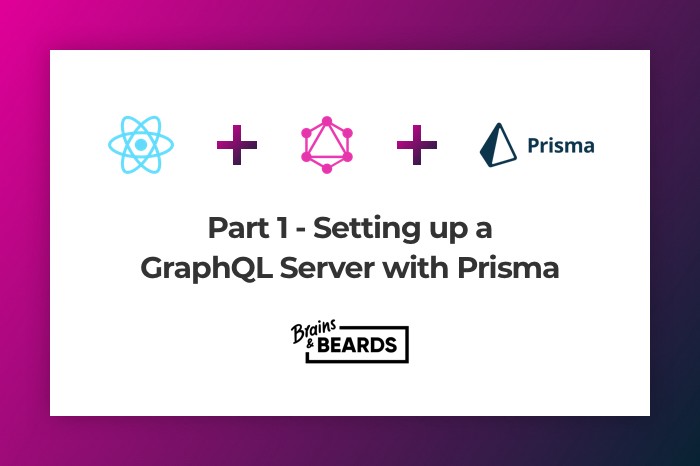 Prisma
Part 1 - Setting up a
GraphQL Server with Prisma
Brains
& BEARDS